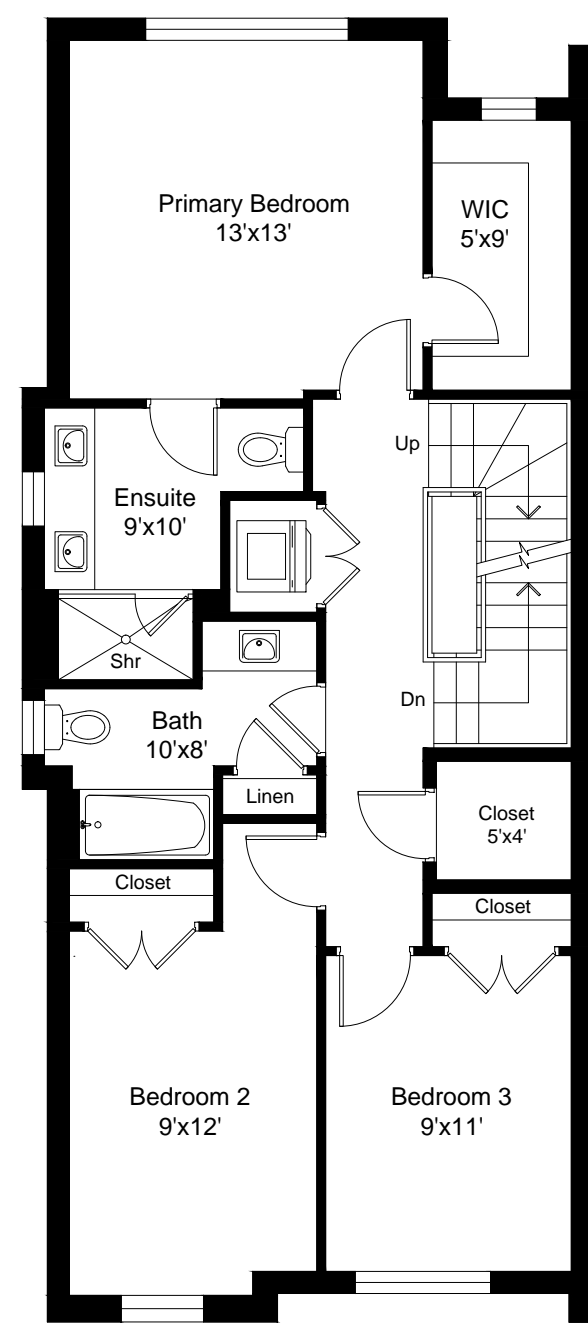 Primary Bedroom
13'x13'
WIC
5'x9'
Up
Ensuite
9'x10'
Shr
Dn
Bath
10'x8'
Linen
Closet
5'x4'
Closet
Closet
Bedroom 2
9'x12'
Bedroom 3
9'x11'